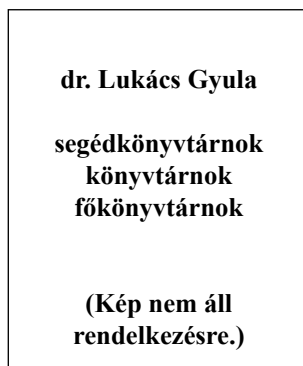 dr. Lukács Gyula
segédkönyvtárnok
könyvtárnok
főkönyvtárnok
(Kép nem áll
rendelkezésre.)